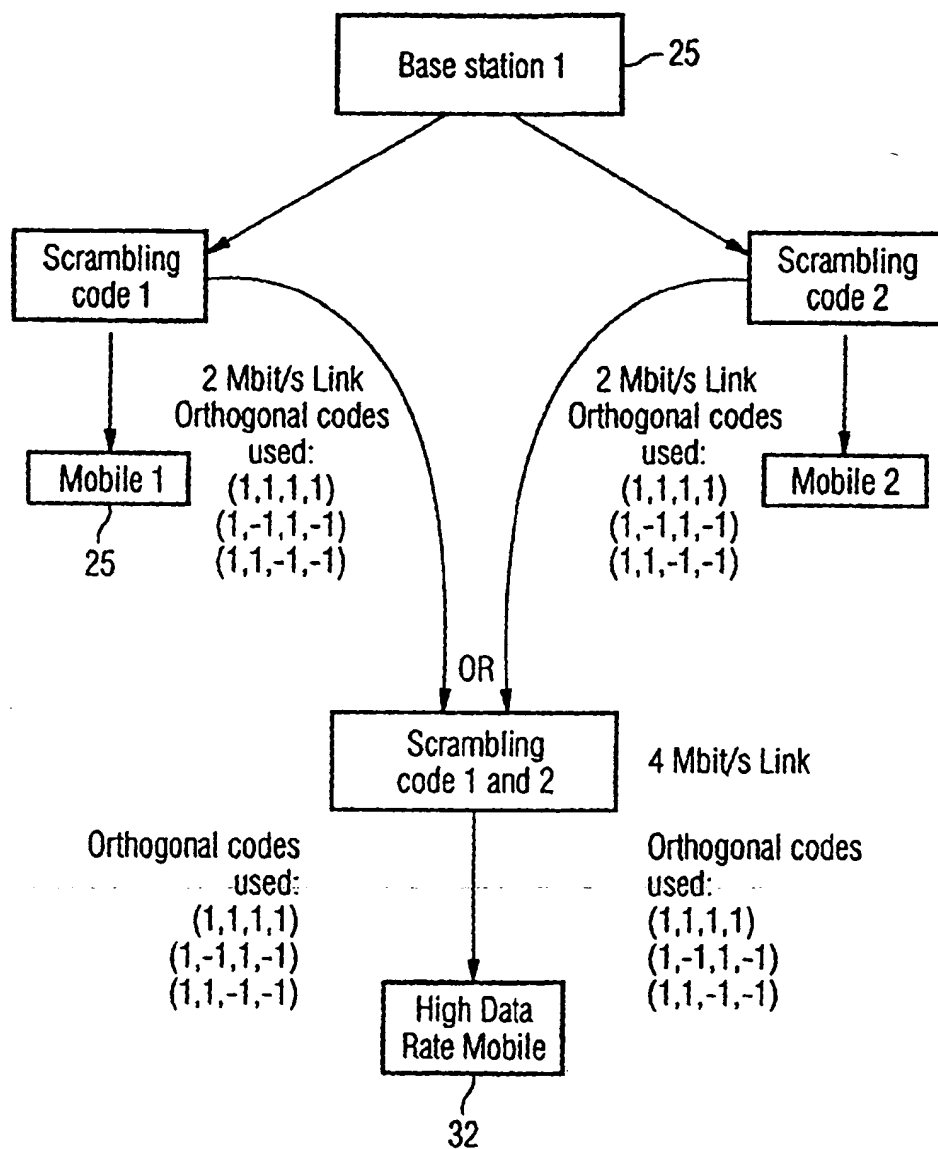 Base station 1
25
Scrambling
code 1
Scrambling
code 2
2 Mbit/s Link
Orthogonal codes
used:
(1,1,1,1)
(1,-1,1,-1)
(1,1,-1,-1)
2 Mbit/s Link
Orthogonal codes
used:
(1,1,1,1)
(1,-1,1,-1)
(1,1,-1,-1)
Mobile 1
25
Mobile 2
OR
Scrambling
code 1 and 2
4 Mbit/s Link
Orthogonal codes
used:
(1,1,1,1)
(1,-1,1,-1)
(1,1,-1,-1)
Orthogonal codes
used:
(1,1,1,1)
(1,-1,1,-1)
(1,1,-1,-1)
High Data
Rate Mobile
32